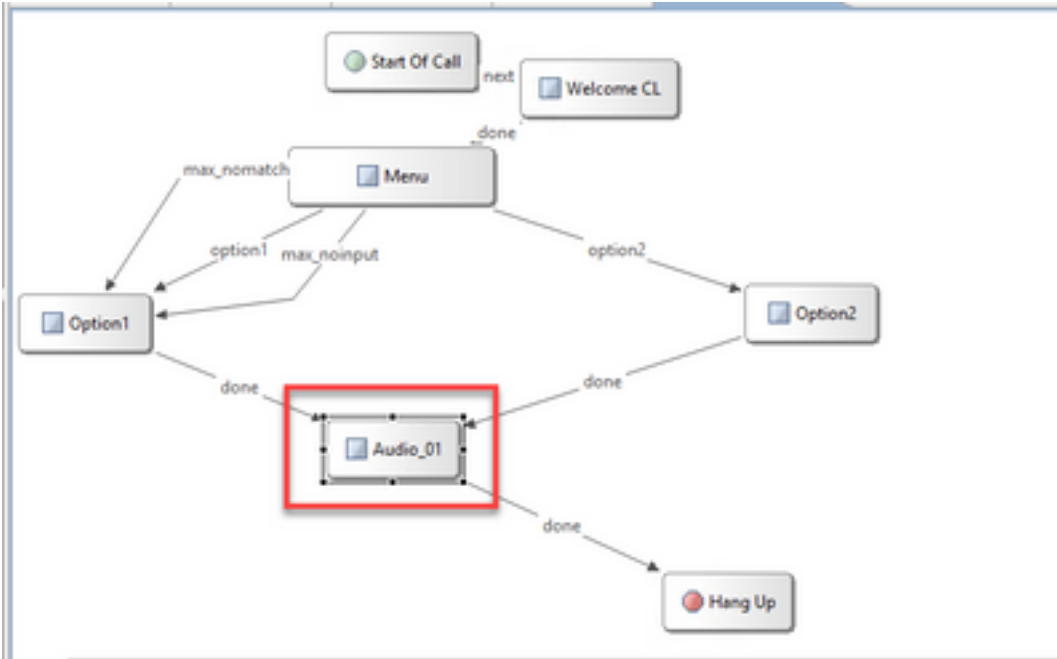 Start Of Call
next
Welcome CL
done
Menu
max_nomatch
option1
max_noinput
option2
Option1
Option2
done
done
Audio_01
done
Hang Up